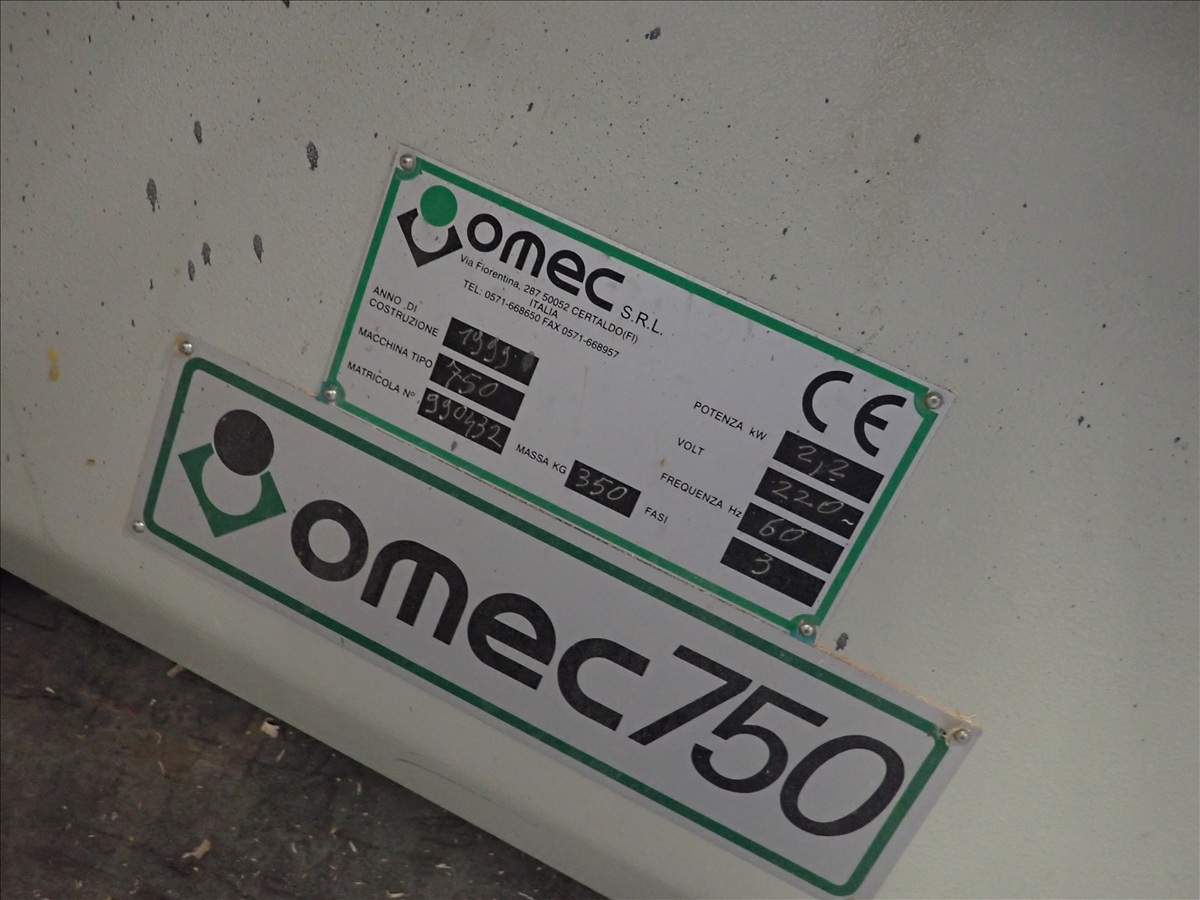 omec S.R.L.
Via Fiorentina, 287 50052 CERTALDO(FI)
ITALIA
TEL: 0571-668650 FAX 0571-668957
CE
ANNO DI
COSTRUZIONE 1999
MACCHINA TIPO 750
MATRICOLA N° 990432
MASSA KG 350
POTENZA kW 2,2
VOLT 220~
FREQUENZA Hz 60
FASI 3
omec750